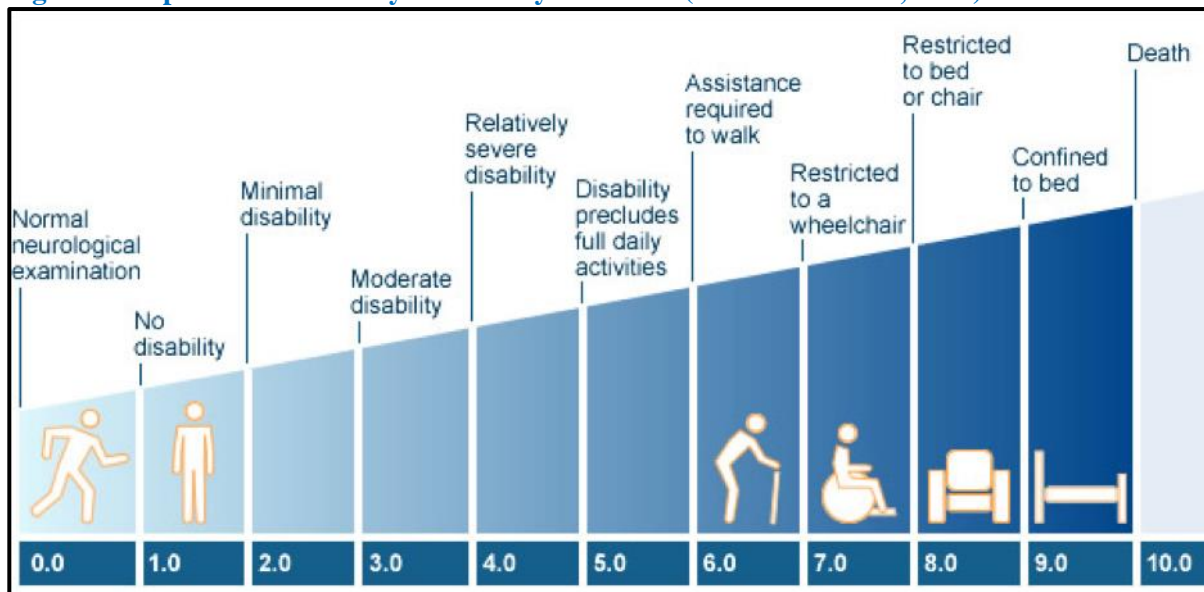 Normal
neurological
examination
No
disability
Minimal
disability
Moderate
disability
Relatively
severe
disability
Disability
precludes
full daily
activities
Assistance
required
to walk
Restricted
to a
wheelchair
Restricted
to bed
or chair
Confined
to bed
Death
0.0 1.0 2.0 3.0 4.0 5.0 6.0 7.0 8.0 9.0 10.0